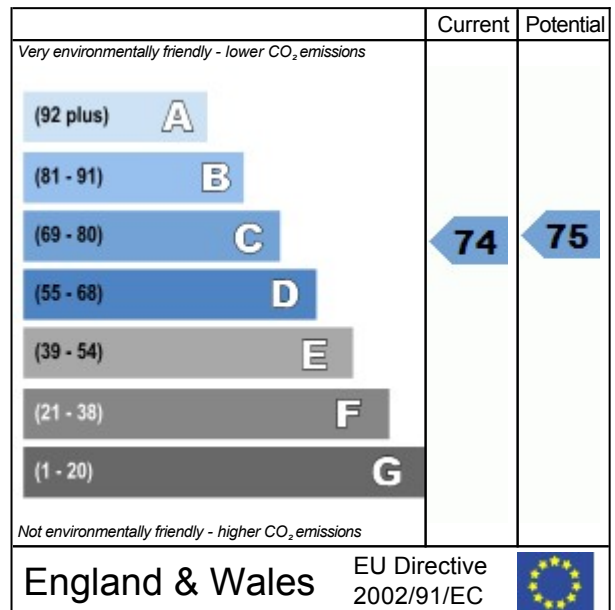 Current Potential
Very environmentally friendly - lower CO₂ emissions
(92 plus) A
(81 - 91) B
(69 - 80) C
74 75
(55 - 68) D
(39 - 54) E
(21 - 38) F
(1 - 20) G
Not environmentally friendly - higher CO₂ emissions
England & Wales
EU Directive
2002/91/EC